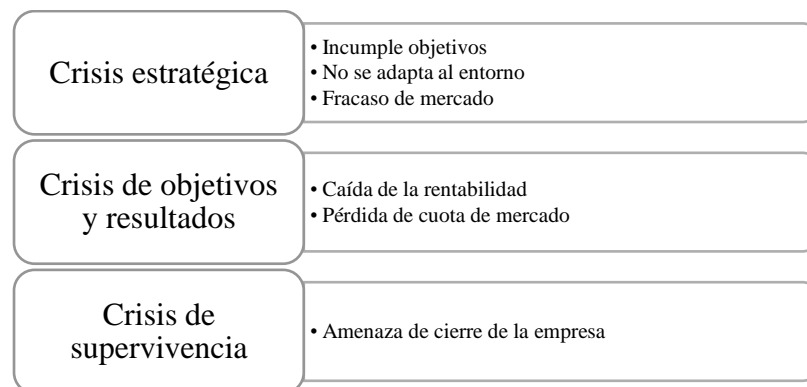 Crisis estratégica
• Incumple objetivos
• No se adapta al entorno
• Fracaso de mercado
Crisis de objetivos
y resultados
• Caída de la rentabilidad
• Pérdida de cuota de mercado
Crisis de
supervivencia
• Amenaza de cierre de la empresa